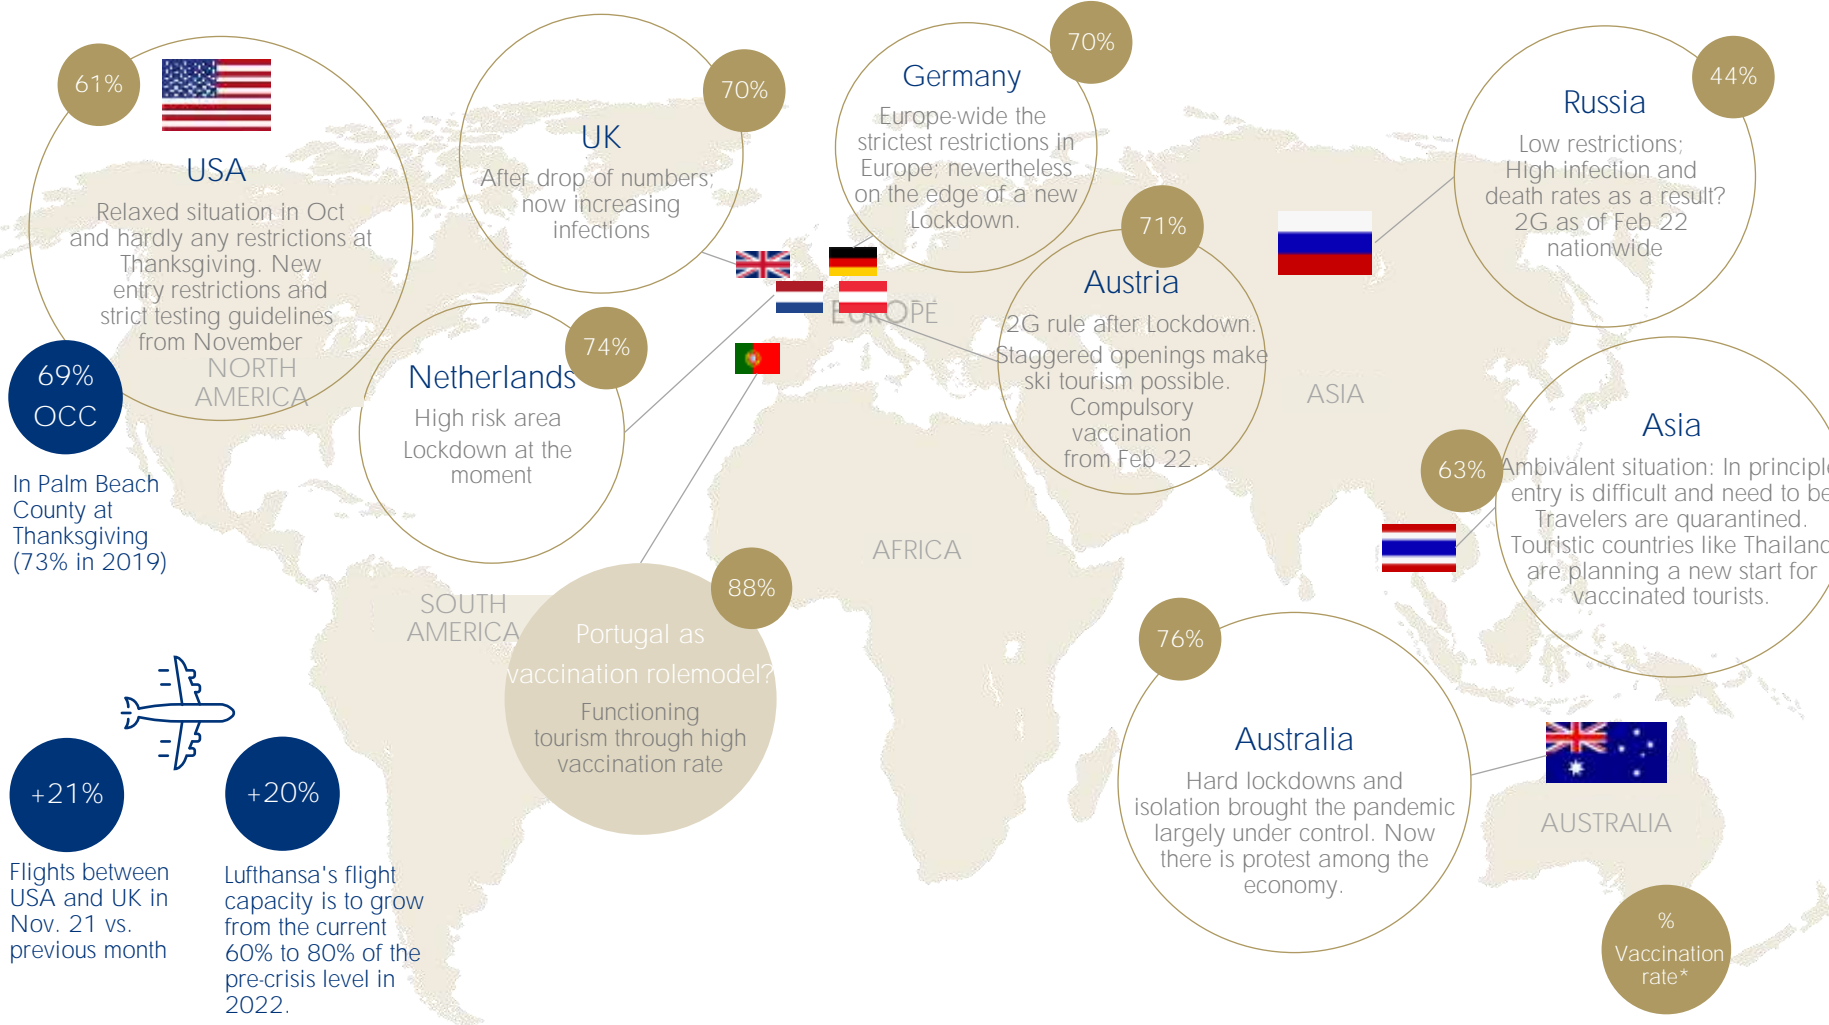 61%
USA
Relaxed situation in Oct
and hardly any restrictions at
Thanksgiving. New
entry restrictions and
strict testing guidelines
from November
NORTH
AMERICA
69%
OCC
In Palm Beach
County at
Thanksgiving
(73% in 2019)
70%
UK
After drop of numbers;
now increasing
infections
74%
Netherlands
High risk area
Lockdown at the
moment
70%
Germany
Europe-wide the
strictest restrictions in
Europe; nevertheless
on the edge of a new
Lockdown.
71%
Austria
2G rule after Lockdown.
Staggered openings make
ski tourism possible.
Compulsory
vaccination
from Feb 22.
EUROPE
44%
Russia
Low restrictions;
High infection and
death rates as a result?
2G as of Feb 22
nationwide
ASIA
63%
Asia
Ambivalent situation: In principle
entry is difficult and need to be
Travelers are quarantined.
Touristic countries like Thailand
are planning a new start for
vaccinated tourists.
AFRICA
SOUTH
AMERICA
88%
Portugal as
vaccination rolemodel?
Functioning
tourism through high
vaccination rate
76%
Australia
Hard lockdowns and
isolation brought the pandemic
largely under control. Now
there is protest among the
economy.
AUSTRALIA
+21%
Flights between
USA and UK in
Nov. 21 vs.
previous month
+20%
Lufthansa's flight
capacity is to grow
from the current
60% to 80% of the
pre-crisis level in
2022.
%
Vaccination
rate*